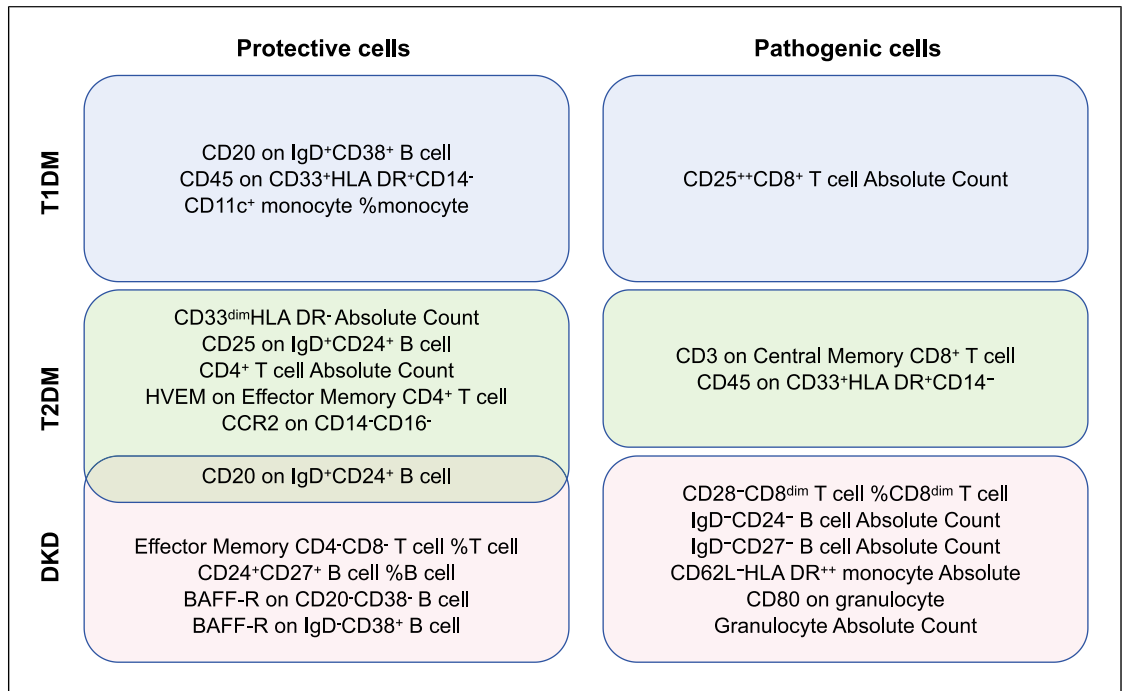 Protective cells
Pathogenic cells
T1DM
CD20 on IgD⁺CD38⁺ B cell
CD45 on CD33⁺HLA DR⁺CD14⁻
CD11c⁺ monocyte %monocyte
CD25⁺⁺CD8⁺ T cell Absolute Count
T2DM
CD33ᵈⁱᵐHLA DR⁻ Absolute Count
CD25 on IgD⁺CD24⁺ B cell
CD4⁺ T cell Absolute Count
HVEM on Effector Memory CD4⁺ T cell
CCR2 on CD14⁻CD16⁻
CD20 on IgD⁺CD24⁺ B cell
CD3 on Central Memory CD8⁺ T cell
CD45 on CD33⁺HLA DR⁺CD14⁻
DKD
Effector Memory CD4⁻CD8⁻ T cell %T cell
CD24⁺CD27⁺ B cell %B cell
BAFF-R on CD20⁻CD38⁻ B cell
BAFF-R on IgD⁻CD38⁺ B cell
CD28⁻CD8ᵈⁱᵐ T cell %CD8ᵈⁱᵐ T cell
IgD⁻CD24⁻ B cell Absolute Count
IgD⁻CD27⁻ B cell Absolute Count
CD62L⁻HLA DR⁺⁺ monocyte Absolute
CD80 on granulocyte
Granulocyte Absolute Count